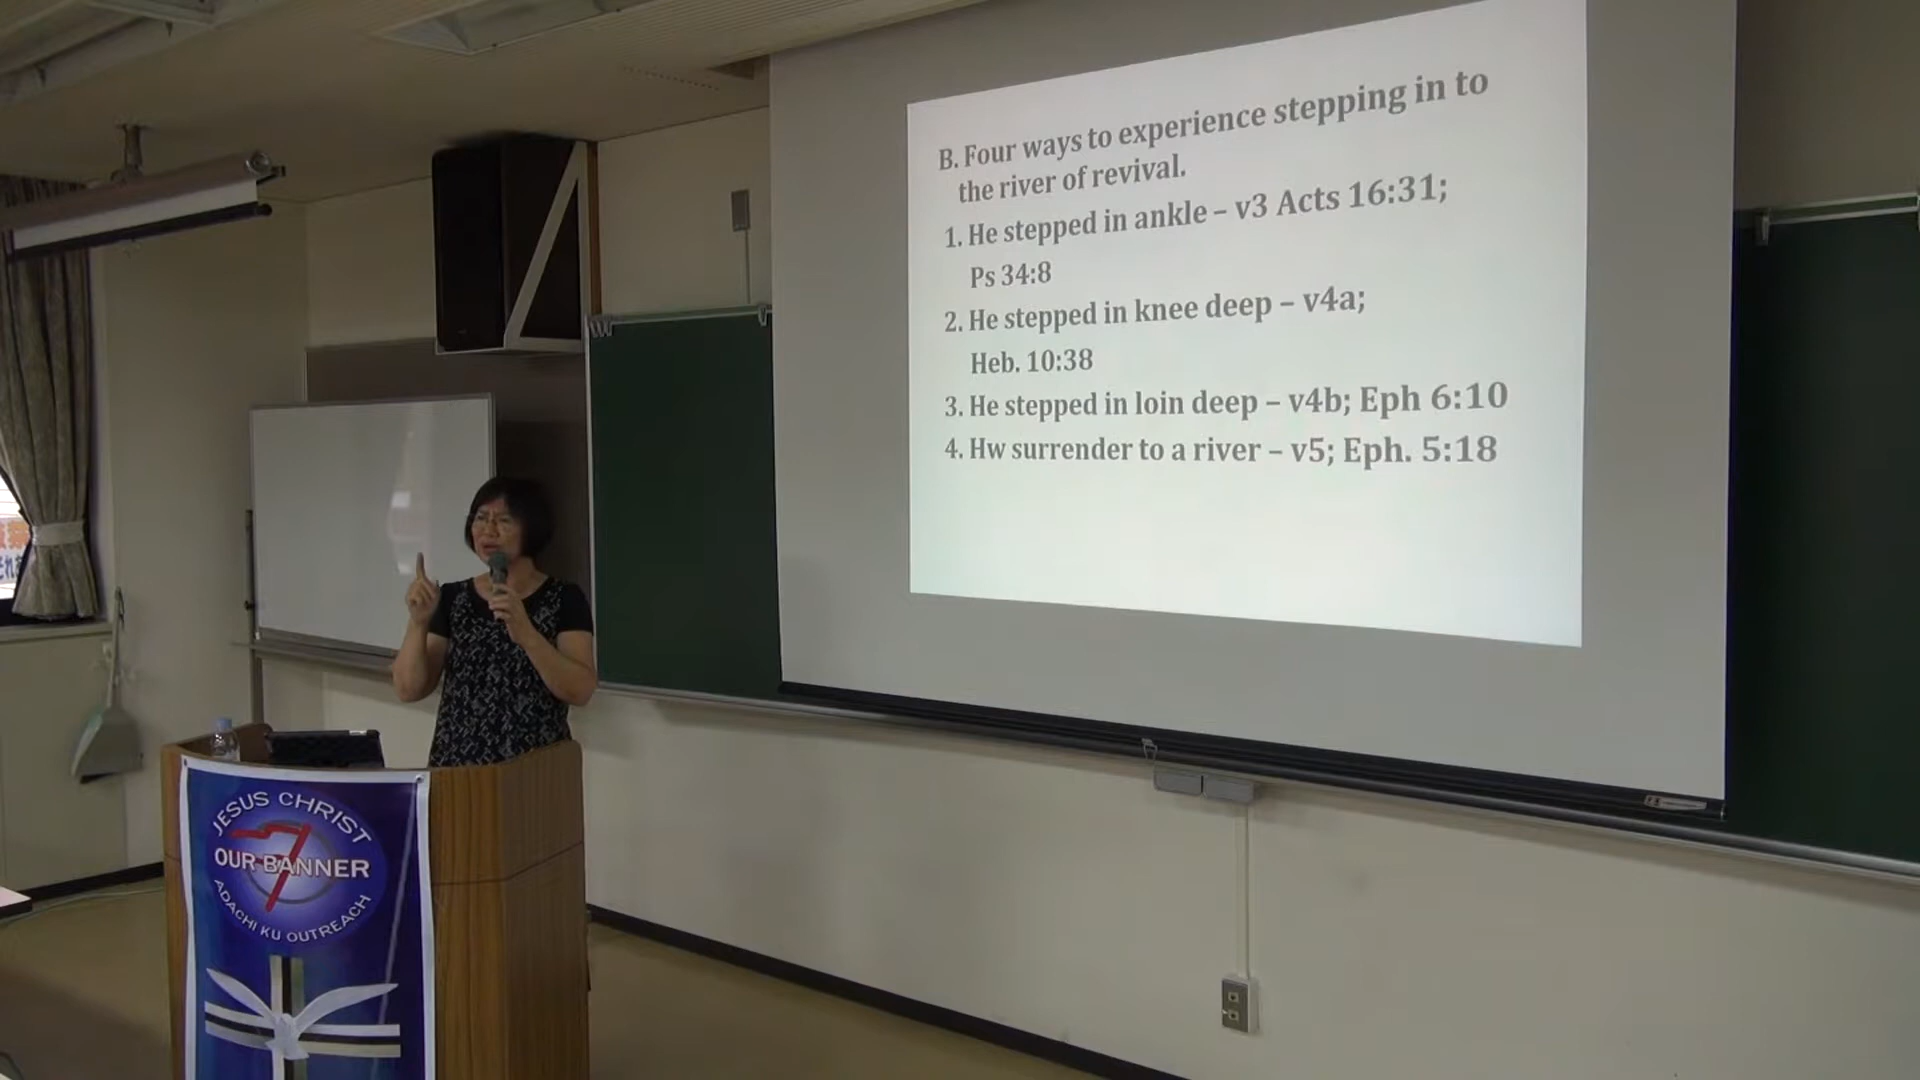 B. Four ways to experience stepping in to
the river of revival.
1. He stepped in ankle – v3 Acts 16:31;
Ps 34:8
2. He stepped in knee deep – v4a;
Heb. 10:38
3. He stepped in loin deep – v4b; Eph 6:10
4. Hw surrender to a river – v5; Eph. 5:18
JESUS CHRIST
OUR BANNER
ADACHI KU OUTREACH